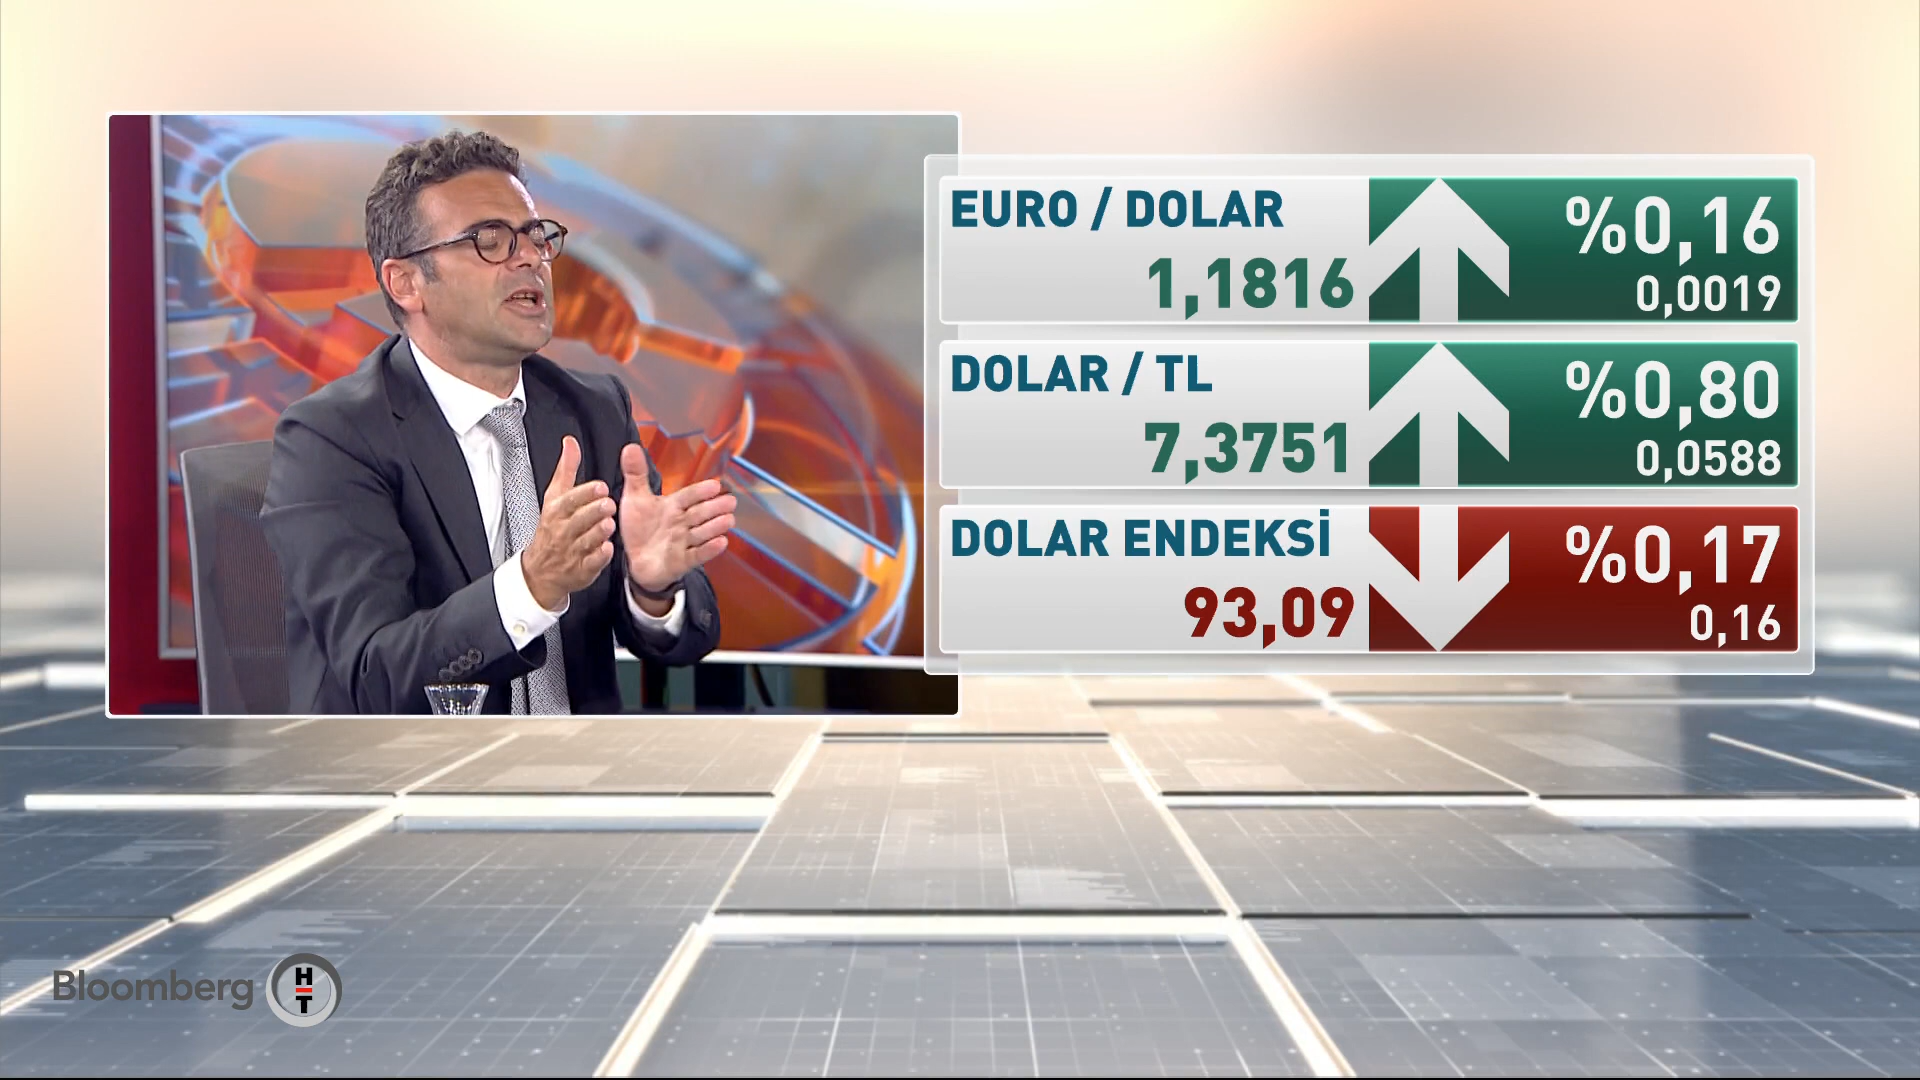 EURO / DOLAR
1,1816
%0,16
0,0019
DOLAR / TL
7,3751
%0,80
0,0588
DOLAR ENDEKSİ
93,09
%0,17
0,16
Bloomberg HT